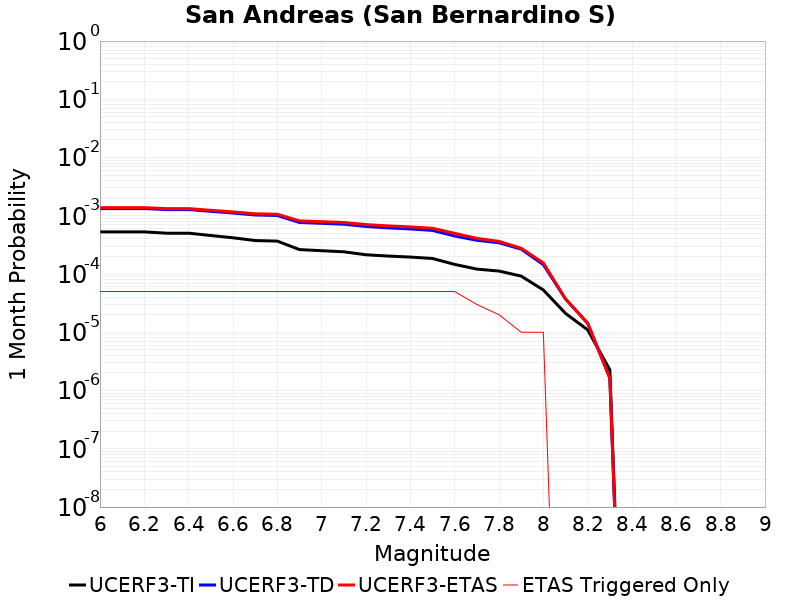 San Andreas (San Bernardino S)
10^0
10^-1
10^-2
10^-3
10^-4
10^-5
10^-6
10^-7
10^-8
1 Month Probability
6 6.2 6.4 6.6 6.8 7 7.2 7.4 7.6 7.8 8 8.2 8.4 8.6 8.8 9
Magnitude
UCERF3-TI UCERF3-TD UCERF3-ETAS ETAS Triggered Only